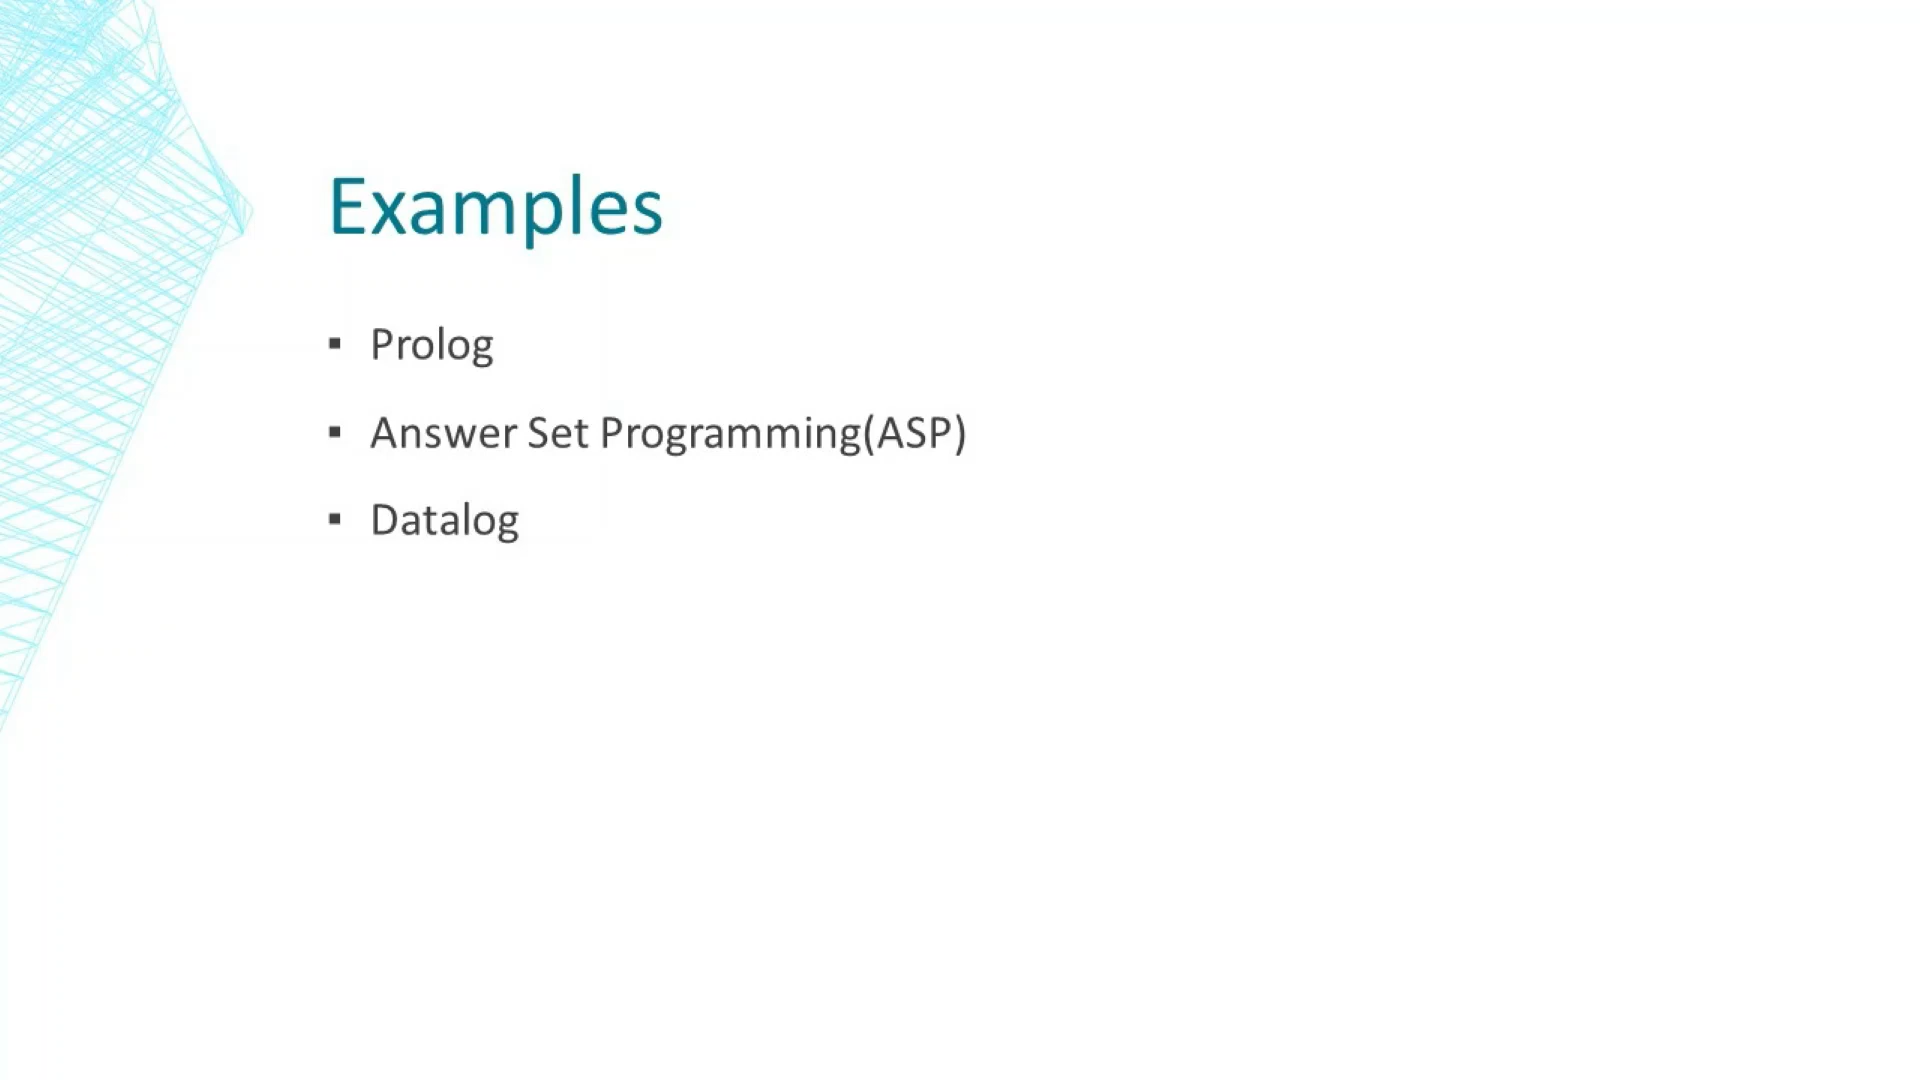 Examples
▪ Prolog
▪ Answer Set Programming(ASP)
▪ Datalog